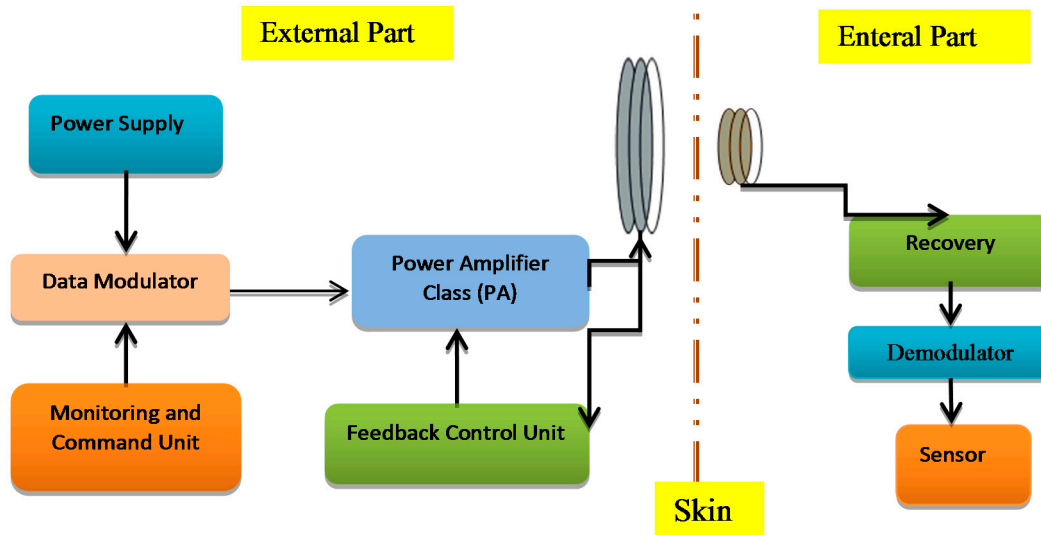 External Part
Enteral Part
Power Supply
Data Modulator
Power Amplifier
Class (PA)
Recovery
Demodulator
Monitoring and
Command Unit
Feedback Control Unit
Sensor
Skin